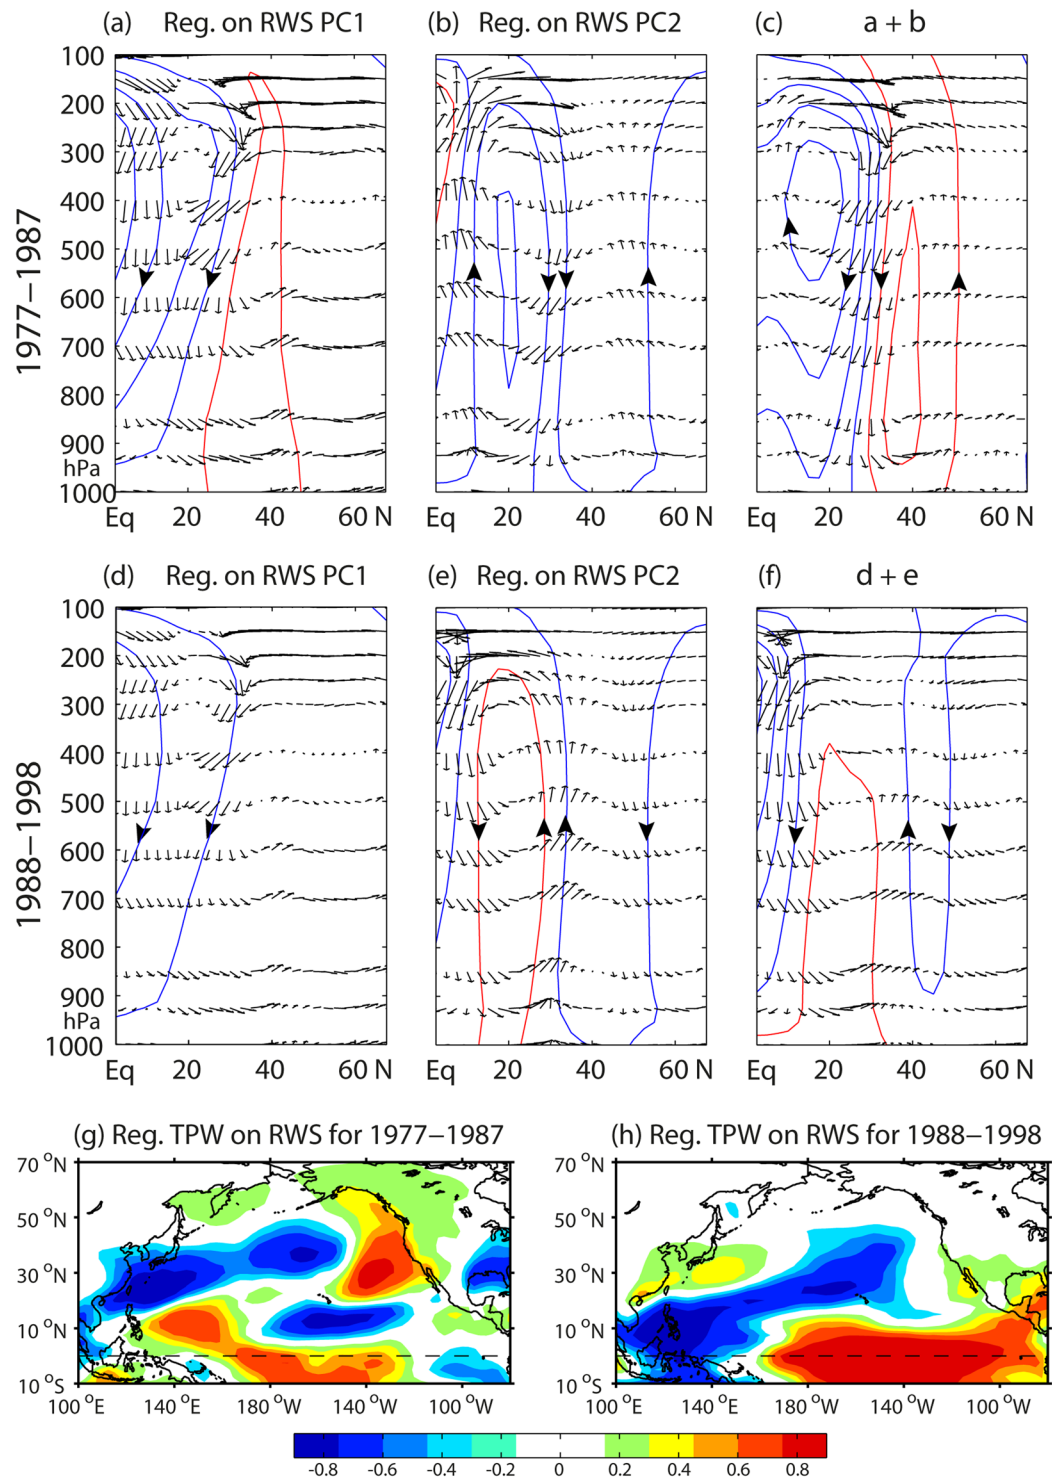 (a) Reg. on RWS PC1
(b) Reg. on RWS PC2
(c) a + b
1977–1987
100
200
300
400
500
600
700
800
900
hPa
1000
Eq 20 40 60 N
Eq 20 40 60 N
Eq 20 40 60 N
(d) Reg. on RWS PC1
(e) Reg. on RWS PC2
(f) d + e
1988–1998
100
200
300
400
500
600
700
800
900
hPa
1000
Eq 20 40 60 N
Eq 20 40 60 N
Eq 20 40 60 N
(g) Reg. TPW on RWS for 1977–1987
70 °N
50 °N
30 °N
10 °N
10 °S
100 °E 140 °E 180 °W 140 °W 100 °W
(h) Reg. TPW on RWS for 1988–1998
70 °N
50 °N
30 °N
10 °N
10 °S
100 °E 140 °E 180 °W 140 °W 100 °W
-0.8 -0.6 -0.4 -0.2 0 0.2 0.4 0.6 0.8